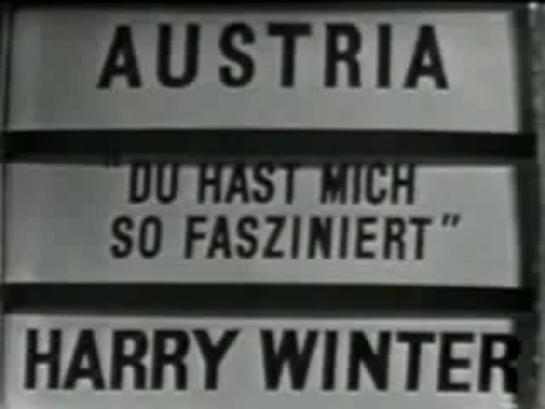 AUSTRIA
"DU HAST MICH
SO FASZINIERT"
HARRY WINTER